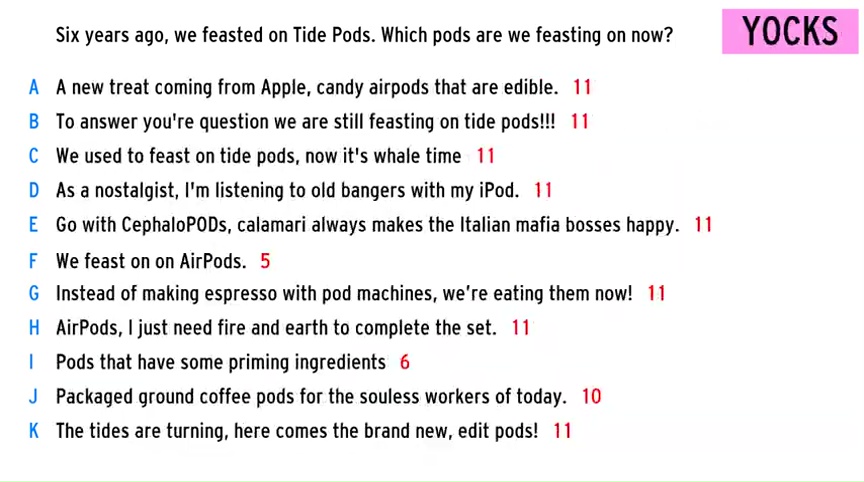 Six years ago, we feasted on Tide Pods. Which pods are we feasting on now?
YOCKS
A A new treat coming from Apple, candy airpods that are edible. 11
B To answer you're question we are still feasting on tide pods!!! 11
C We used to feast on tide pods, now it's whale time 11
D As a nostalgist, I'm listening to old bangers with my iPod. 11
E Go with CephaloPODs, calamari always makes the Italian mafia bosses happy. 11
F We feast on on AirPods. 5
G Instead of making espresso with pod machines, we're eating them now! 11
H AirPods, I just need fire and earth to complete the set. 11
I Pods that have some priming ingredients 6
J Packaged ground coffee pods for the souless workers of today. 10
K The tides are turning, here comes the brand new, edit pods! 11